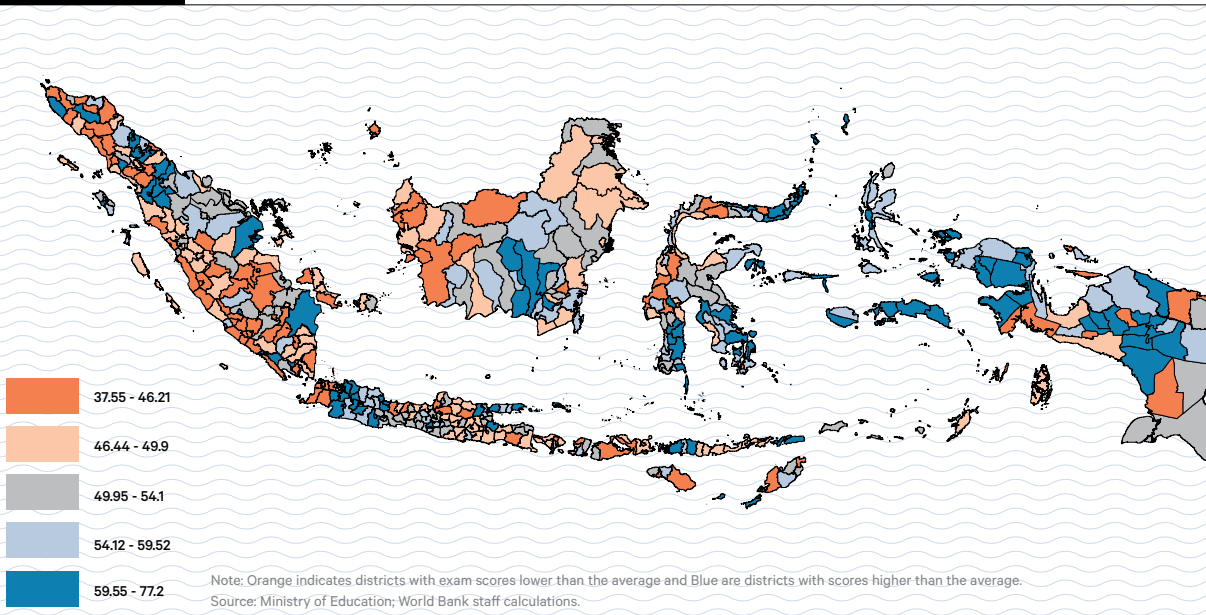 37.55 - 46.21
46.44 - 49.9
49.95 - 54.1
54.12 - 59.52
59.55 - 77.2
Note: Orange indicates districts with exam scores lower than the average and Blue are districts with scores higher than the average.
Source: Ministry of Education; World Bank staff calculations.